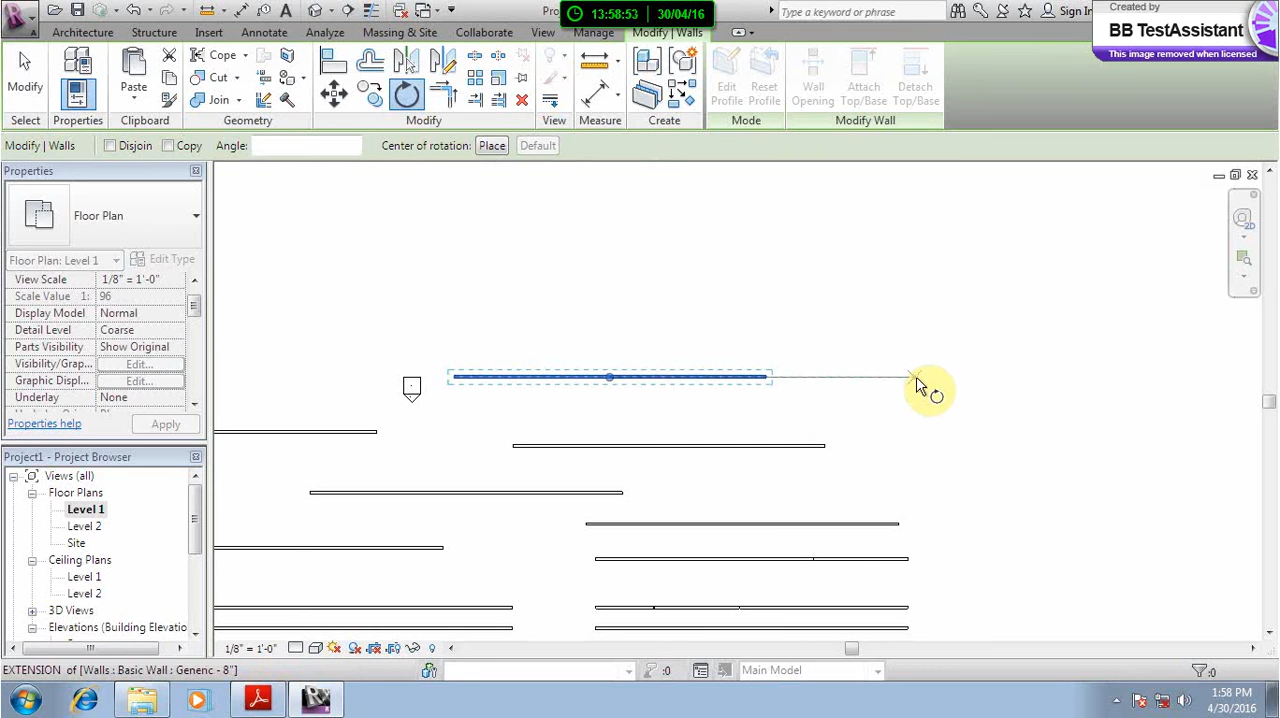 Pro
13:58:53 30/04/16
Type a keyword or phrase
Sign In
Created by
BB TestAssistant
This image removed when licensed
Architecture Structure Insert Annotate Analyze Massing & Site Collaborate View Manage Modify | Walls
Modify
Paste
Cope
Cut
Join
Edit Profile
Reset Profile
Wall Opening
Attach Top/Base
Detach Top/Base
Select Properties Clipboard Geometry Modify View Measure Create Mode Modify Wall
Modify | Walls Disjoin Copy Angle: Center of rotation: Place Default
Properties
Floor Plan
Floor Plan: Level 1 Edit Type
View Scale 1/8" = 1'-0"
Scale Value 1: 96
Display Model Normal
Detail Level Coarse
Parts Visibility Show Original
Visibility/Grap... Edit...
Graphic Displ... Edit...
Underlay None
Properties help Apply
Project1 - Project Browser
Views (all)
Floor Plans
Level 1
Level 2
Site
Ceiling Plans
Level 1
Level 2
3D Views
Elevations (Building Elevatio
1/8" = 1'-0"
2D
EXTENSION of [Walls : Basic Wall : Generic - 8"] :0 Main Model :0
1:58 PM
4/30/2016